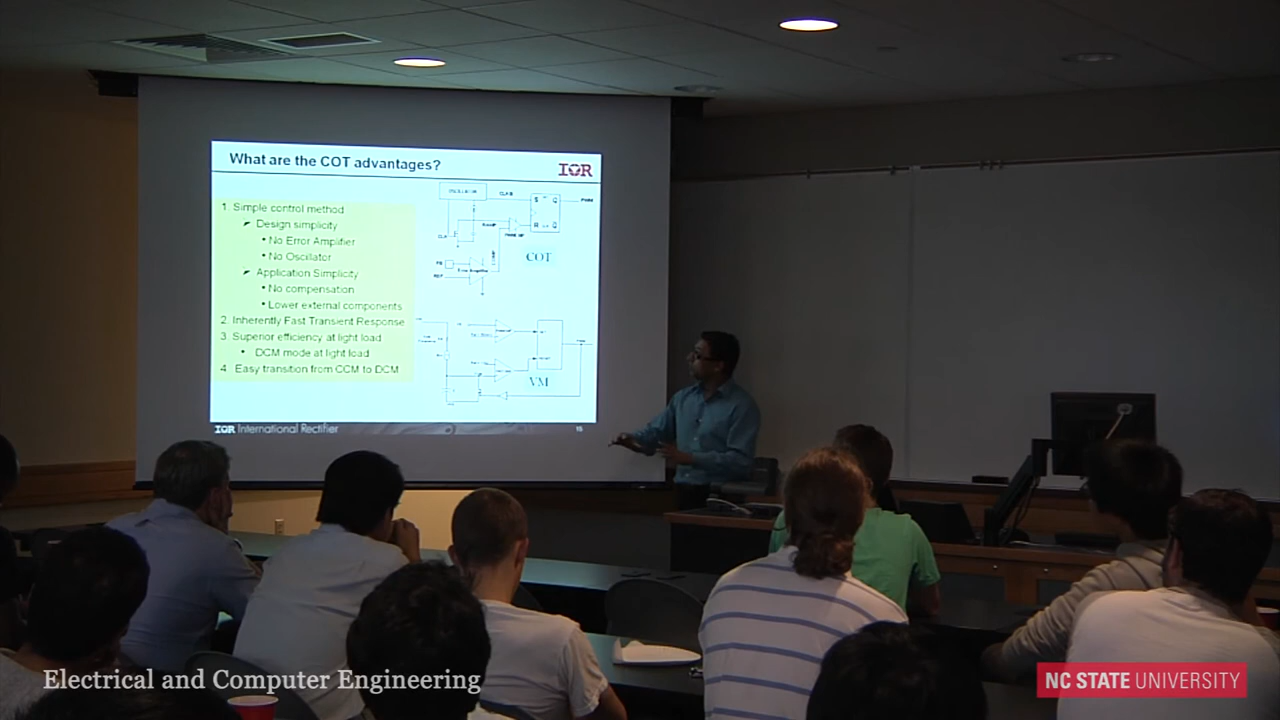 What are the COT advantages?
IOR
1. Simple control method
Design simplicity
• No Error Amplifier
• No Oscillator
Application Simplicity
• No compensation
• Lower external components
2. Inherently Fast Transient Response
3. Superior efficiency at light load
• DCM mode at light load
4. Easy transition from CCM to DCM
S Q
R
COT
VM
IOR International Rectifier
15
Electrical and Computer Engineering
NC STATE UNIVERSITY